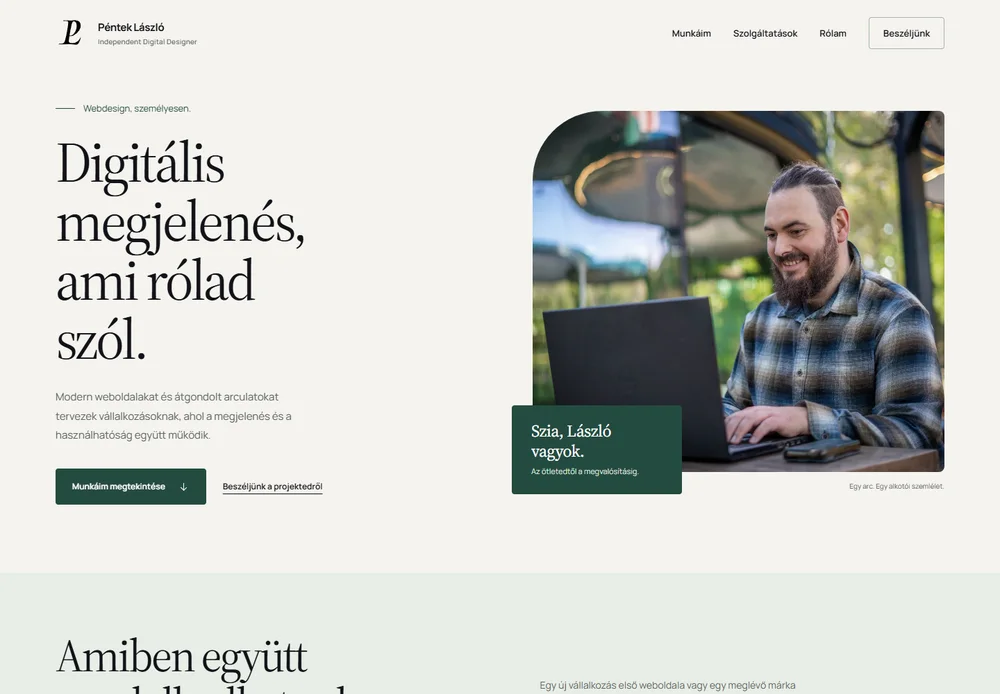 Péntek László
Independent Digital Designer
Munkáim
Szolgáltatások
Rólam
Beszéljünk
Webdesign, személyesen.
Digitális
megjelenés,
ami rólad
szól.
Modern weboldalakat és átgondolt arculatokat
tervezek vállalkozásoknak, ahol a megjelenés és a
használhatóság együtt működik.
Munkáim megtekintése
Beszéljünk a projektedről
Szia, László
vagyok.
Az ötletedtől a megvalósításig.
Egy arc. Egy alkotói szemlélet.
Amiben együtt
Egy új vállalkozás első weboldala vagy egy meglévő márka